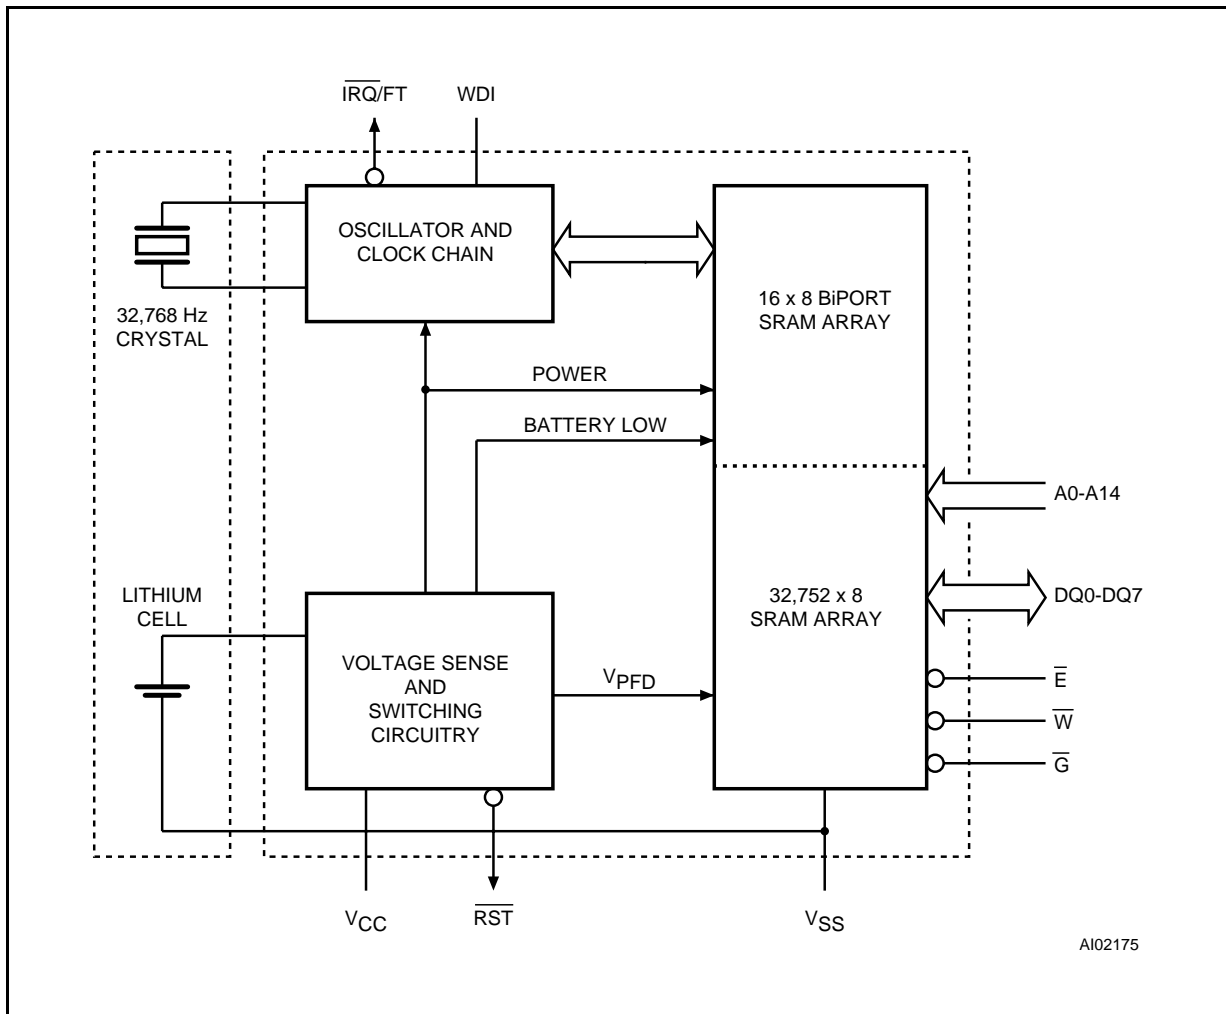 I̅R̅Q̅/FT
WDI
OSCILLATOR AND
CLOCK CHAIN
32,768 Hz
CRYSTAL
16 x 8 BiPORT
SRAM ARRAY
POWER
BATTERY LOW
A0-A14
LITHIUM
CELL
32,752 x 8
SRAM ARRAY
DQ0-DQ7
VOLTAGE SENSE
AND
SWITCHING
CIRCUITRY
VPFD
E̅
W̅
G̅
VCC
R̅S̅T̅
VSS
AI02175